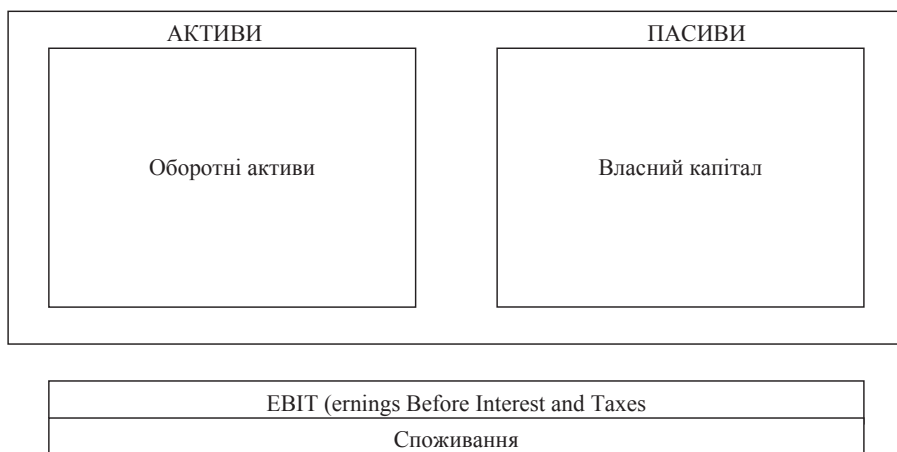 АКТИВИ
ПАСИВИ
Оборотні активи
Власний капітал
EBIT (ernings Before Interest and Taxes
Споживання